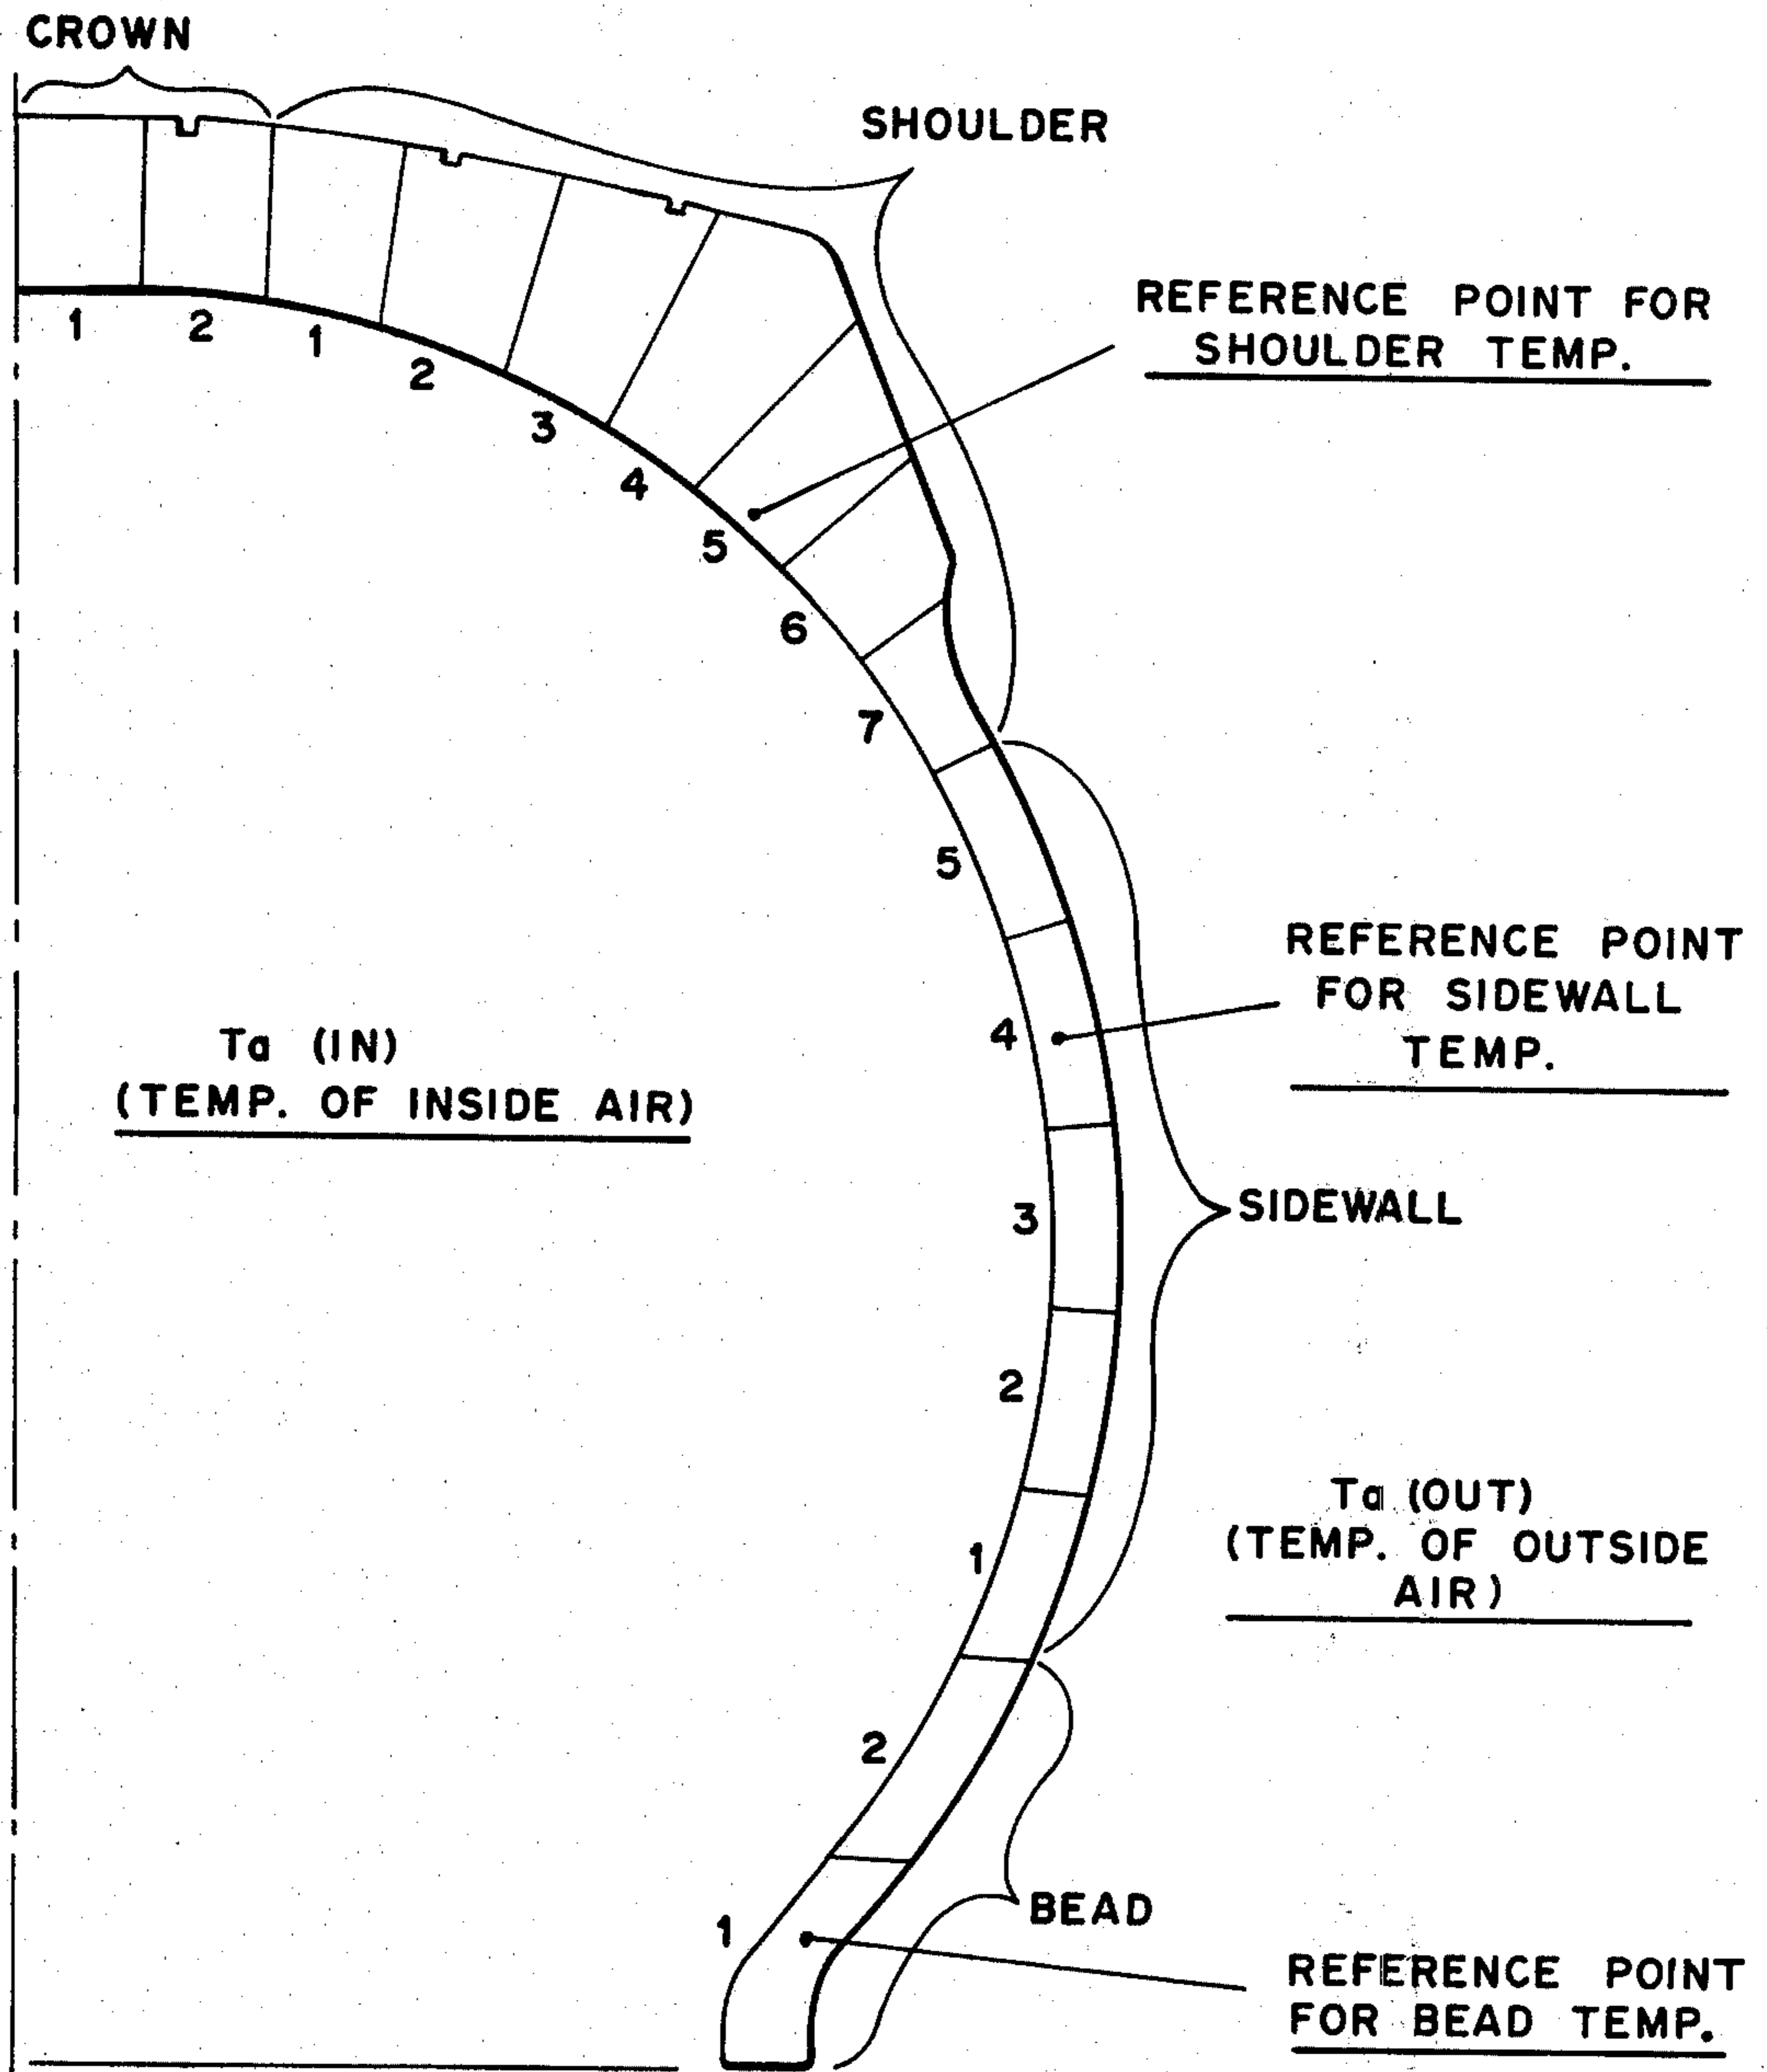 CROWN
SHOULDER
REFERENCE POINT FOR
SHOULDER TEMP.
1
2
1
2
3
4
5
6
7
5
4
3
2
1
2
1
REFERENCE POINT
FOR SIDEWALL
TEMP.
Ta (IN)
(TEMP. OF INSIDE AIR)
SIDEWALL
Ta (OUT)
(TEMP. OF OUTSIDE
AIR)
BEAD
REFERENCE POINT
FOR BEAD TEMP.